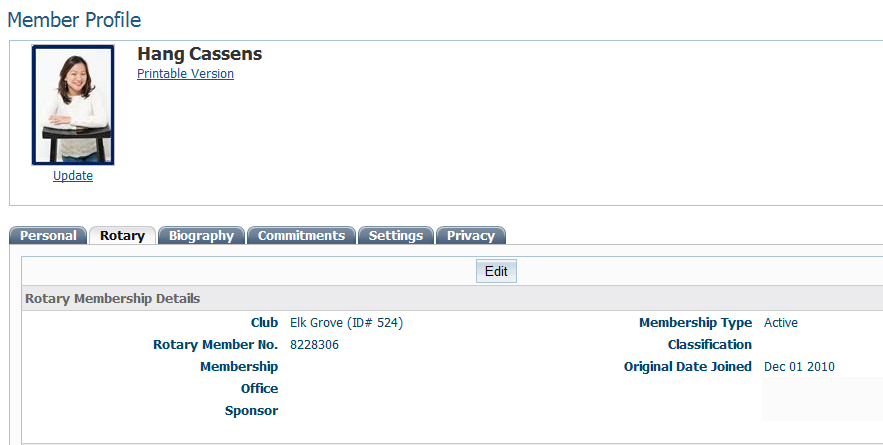 Member Profile
Hang Cassens
Printable Version
Update
Personal Rotary Biography Commitments Settings Privacy
Edit
Rotary Membership Details
Club Elk Grove (ID# 524) Membership Type Active
Rotary Member No. 8228306 Classification
Membership Original Date Joined Dec 01 2010
Office
Sponsor